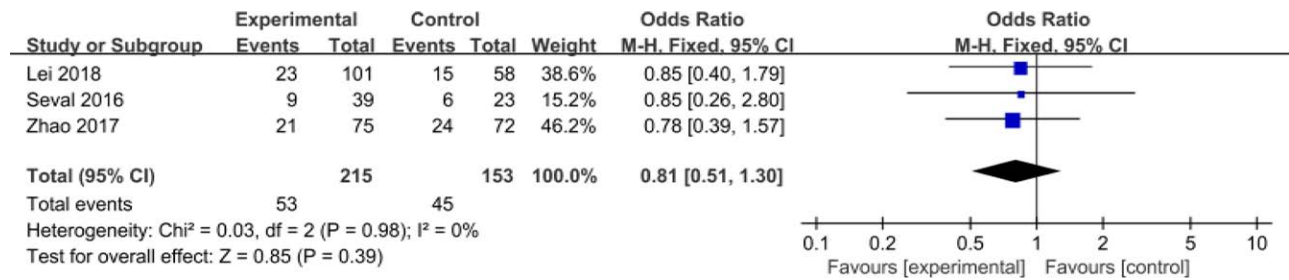 Experimental Control Odds Ratio Odds Ratio
Study or Subgroup Events Total Events Total Weight M-H, Fixed, 95% CI M-H, Fixed, 95% CI
Lei 2018 23 101 15 58 38.6% 0.85 [0.40, 1.79]
Seval 2016 9 39 6 23 15.2% 0.85 [0.26, 2.80]
Zhao 2017 21 75 24 72 46.2% 0.78 [0.39, 1.57]
Total (95% CI) 215 153 100.0% 0.81 [0.51, 1.30]
Total events 53 45
Heterogeneity: Chi² = 0.03, df = 2 (P = 0.98); I² = 0%
Test for overall effect: Z = 0.85 (P = 0.39)
0.1 0.2 0.5 1 2 5 10
Favours [experimental] Favours [control]